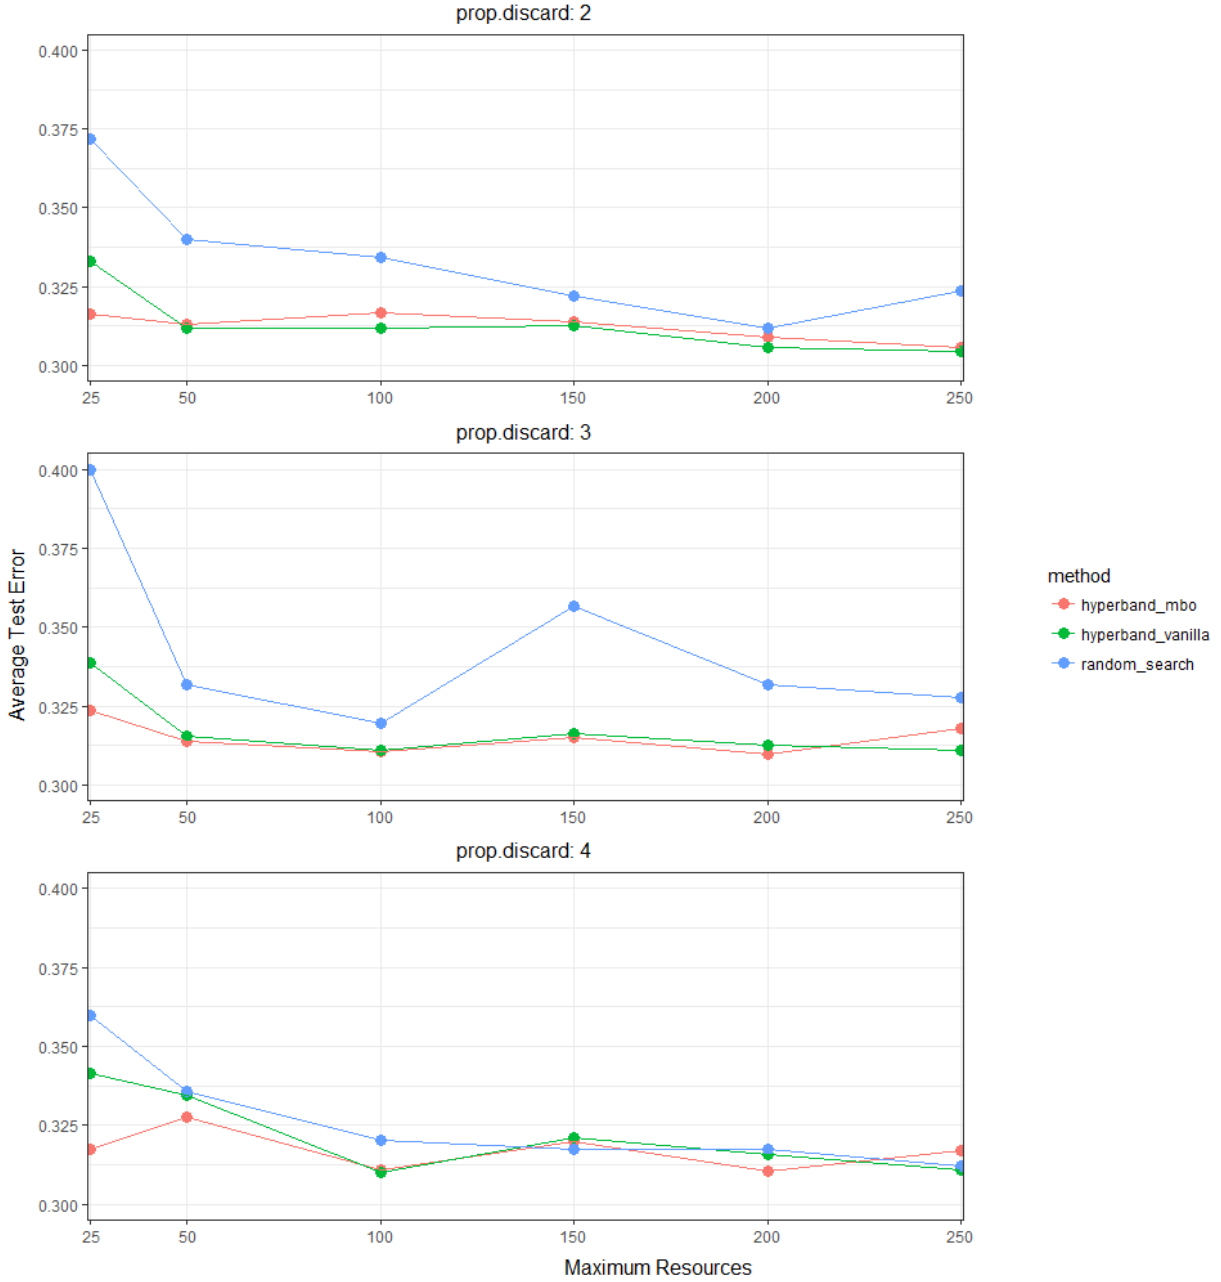 prop.discard: 2
0.400
0.375
0.350
0.325
0.300
25 50 100 150 200 250
prop.discard: 3
0.400
0.375
0.350
0.325
0.300
25 50 100 150 200 250
prop.discard: 4
0.400
0.375
0.350
0.325
0.300
25 50 100 150 200 250
Maximum Resources
Average Test Error
method
hyperband_mbo
hyperband_vanilla
random_search